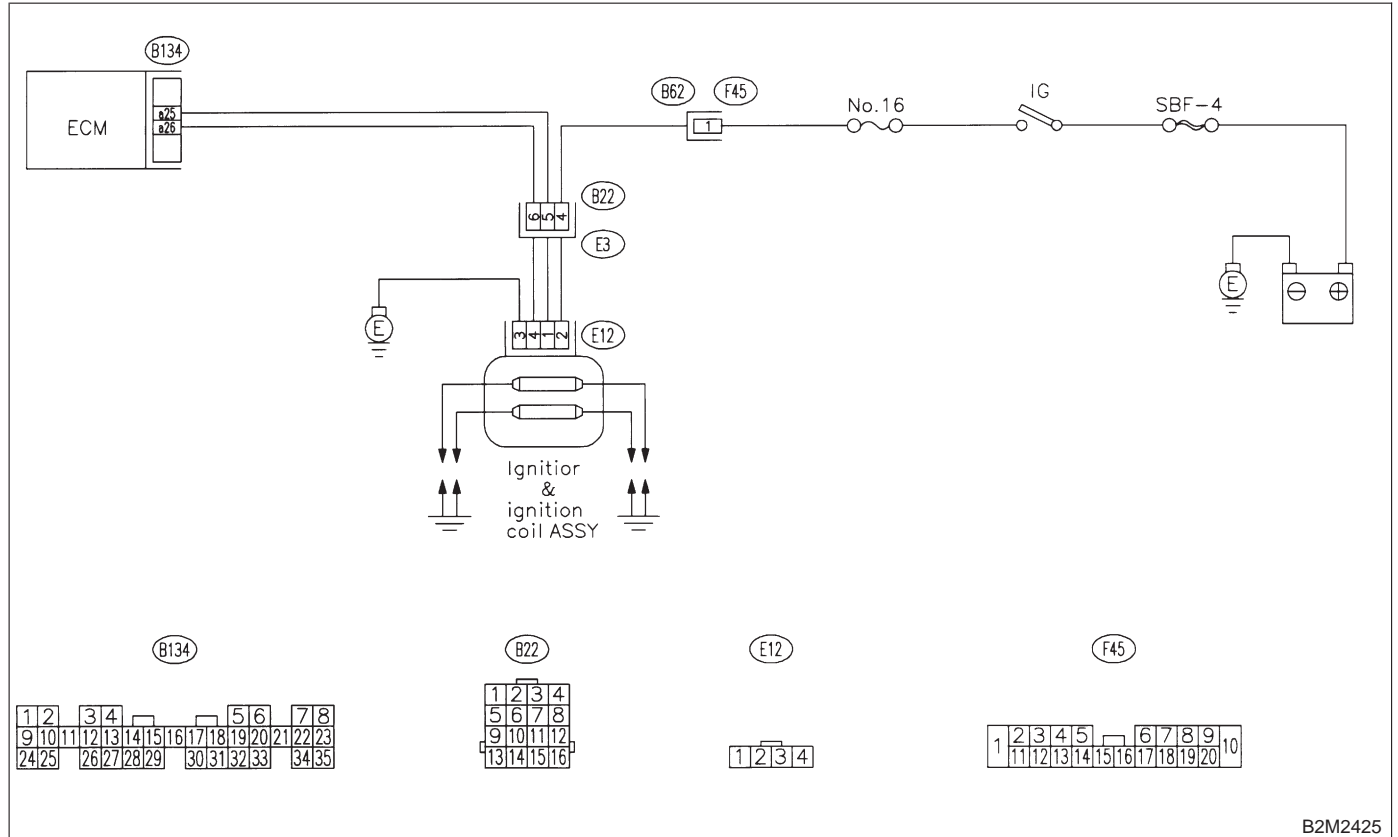 B134
ECM
a25
a26
B62
F45
1
No.16
IG
SBF-4
B22
6 5 4
E3
E
E
⊖ ⊕
3 4 1 2
E12
Ignitior
&
ignition
coil ASSY
B134
1 2 3 4 5 6 7 8
9 10 11 12 13 14 15 16 17 18 19 20 21 22 23
24 25 26 27 28 29 30 31 32 33 34 35
B22
1 2 3 4
5 6 7 8
9 10 11 12
13 14 15 16
E12
1 2 3 4
F45
1 2 3 4 5 6 7 8 9 10
11 12 13 14 15 16 17 18 19 20
B2M2425